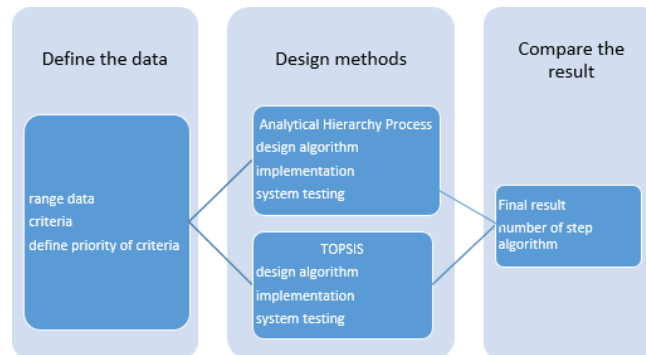 Define the data
range data
criteria
define priority of criteria
Design methods
Analytical Hierarchy Process
design algorithm
implementation
system testing
TOPSIS
design algorithm
implementation
system testing
Compare the
result
Final result
number of step
algorithm